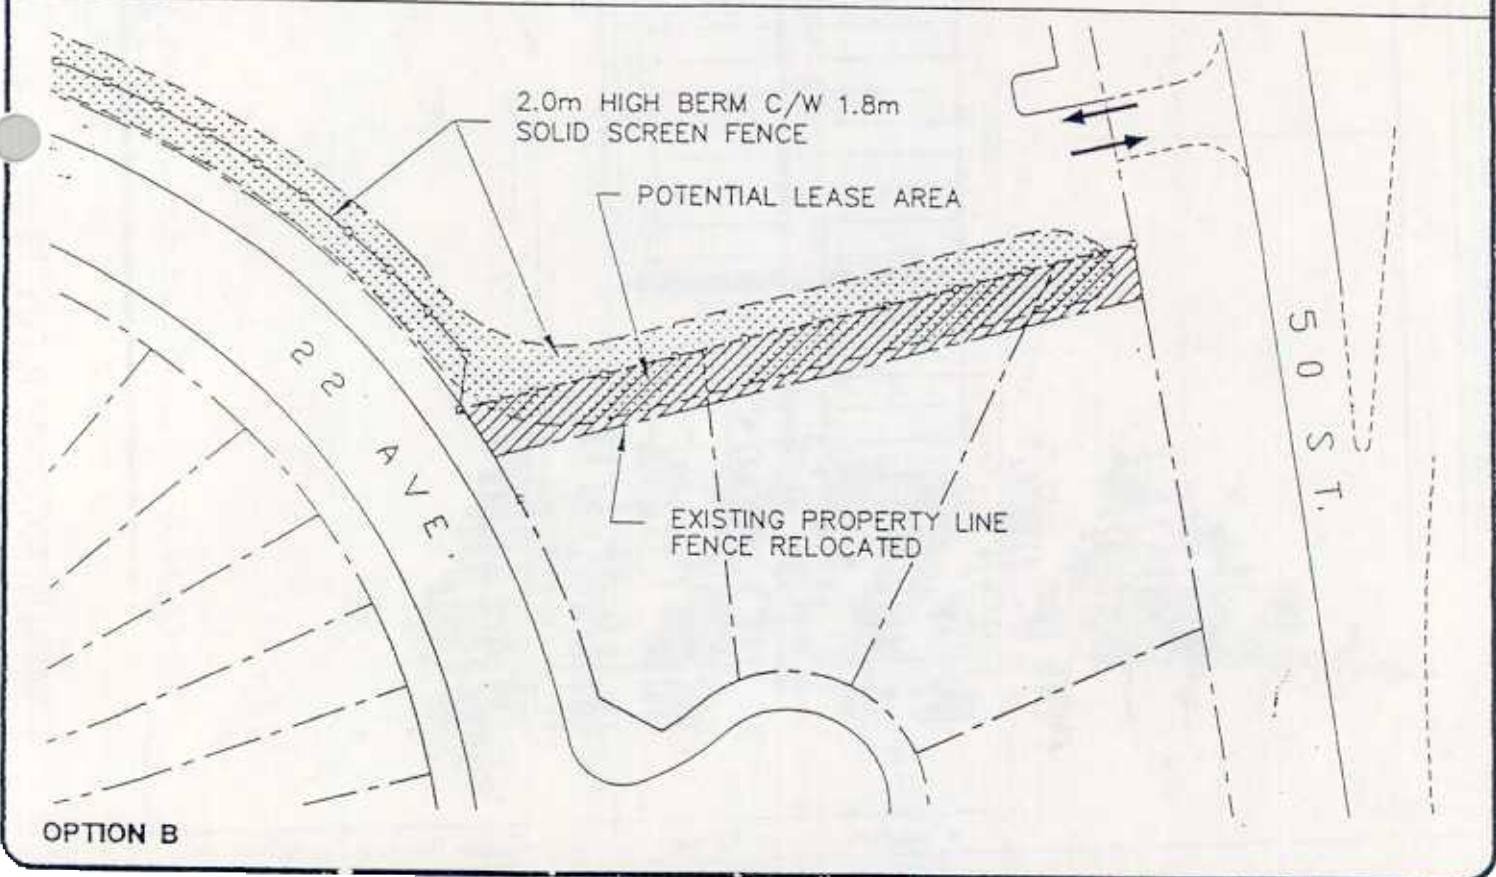 2.0m HIGH BERM C/W 1.8m
SOLID SCREEN FENCE
POTENTIAL LEASE AREA
22 AVE.
50 ST.
EXISTING PROPERTY LINE
FENCE RELOCATED
OPTION B